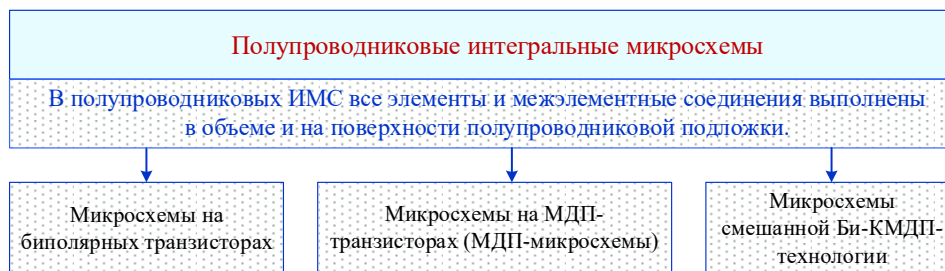 Полупроводниковые интегральные микросхемы
В полупроводниковых ИМС все элементы и межэлементные соединения выполнены
в объеме и на поверхности полупроводниковой подложки.
Микросхемы на
биполярных транзисторах
Микросхемы на МДП-
транзисторах (МДП-микросхемы)
Микросхемы
смешанной Би-КМДП-
технологии